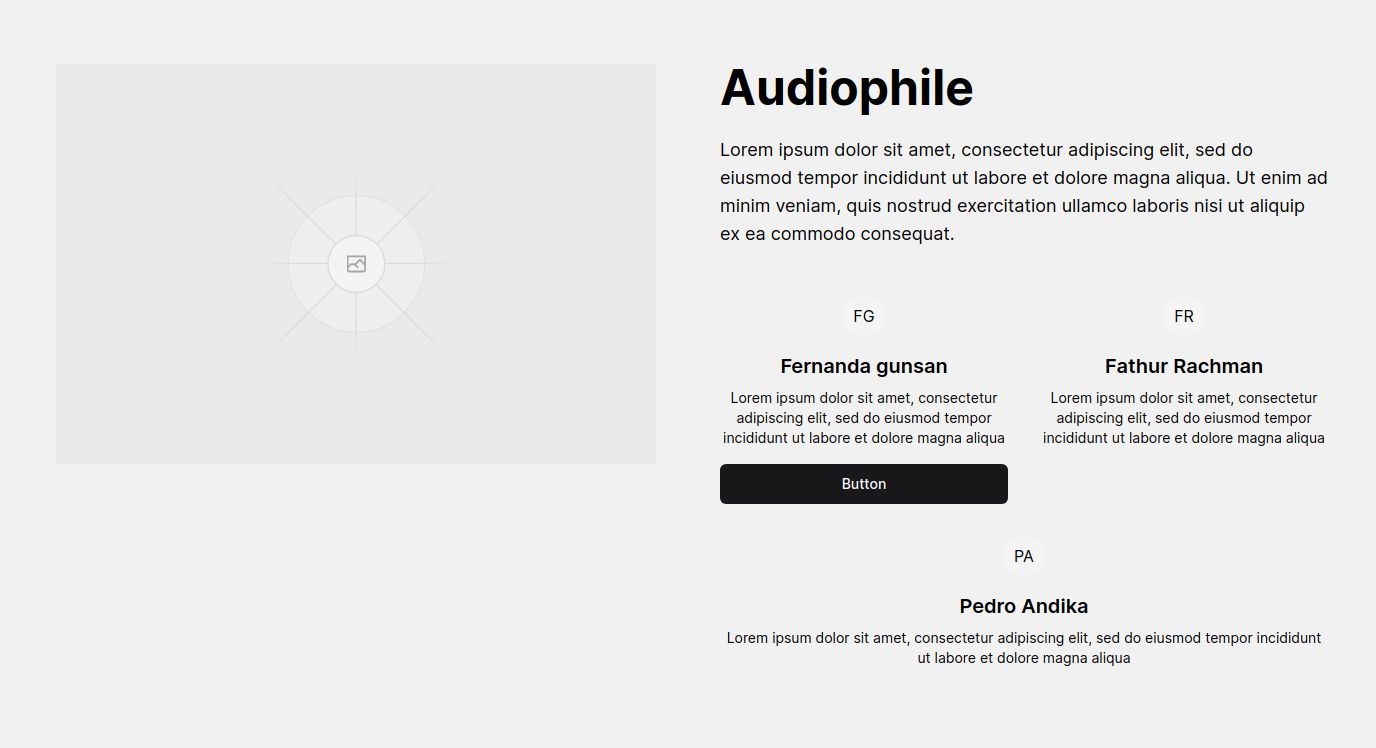 Audiophile
Lorem ipsum dolor sit amet, consectetur adipiscing elit, sed do
eiusmod tempor incididunt ut labore et dolore magna aliqua. Ut enim ad
minim veniam, quis nostrud exercitation ullamco laboris nisi ut aliquip
ex ea commodo consequat.
FG
Fernanda gunsan
Lorem ipsum dolor sit amet, consectetur
adipiscing elit, sed do eiusmod tempor
incididunt ut labore et dolore magna aliqua
Button
FR
Fathur Rachman
Lorem ipsum dolor sit amet, consectetur
adipiscing elit, sed do eiusmod tempor
incididunt ut labore et dolore magna aliqua
PA
Pedro Andika
Lorem ipsum dolor sit amet, consectetur adipiscing elit, sed do eiusmod tempor incididunt
ut labore et dolore magna aliqua